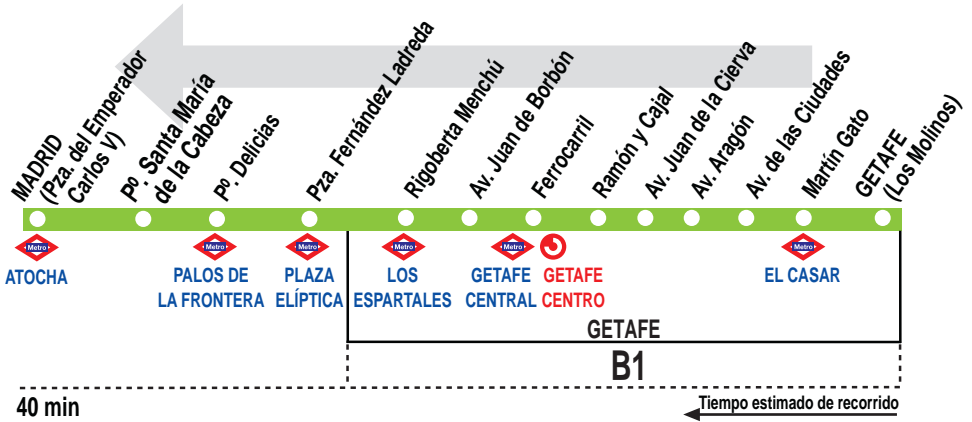 MADRID
(Pza. del Emperador
Carlos V)
Pº. Santa María
de la Cabeza
Pº. Delicias
Pza. Fernández Ladreda
Rigoberta Menchú
Av. Juan de Borbón
Ferrocarril
Ramón y Cajal
Av. Juan de la Cierva
Av. Aragón
Av. de las Ciudades
Martín Gato
GETAFE
(Los Molinos)
Metro
Metro
Metro
Metro
Metro
Metro
ATOCHA
PALOS DE
LA FRONTERA
PLAZA
ELÍPTICA
LOS
ESPARTALES
GETAFE
CENTRAL
GETAFE
CENTRO
EL CASAR
GETAFE
B1
40 min
Tiempo estimado de recorrido